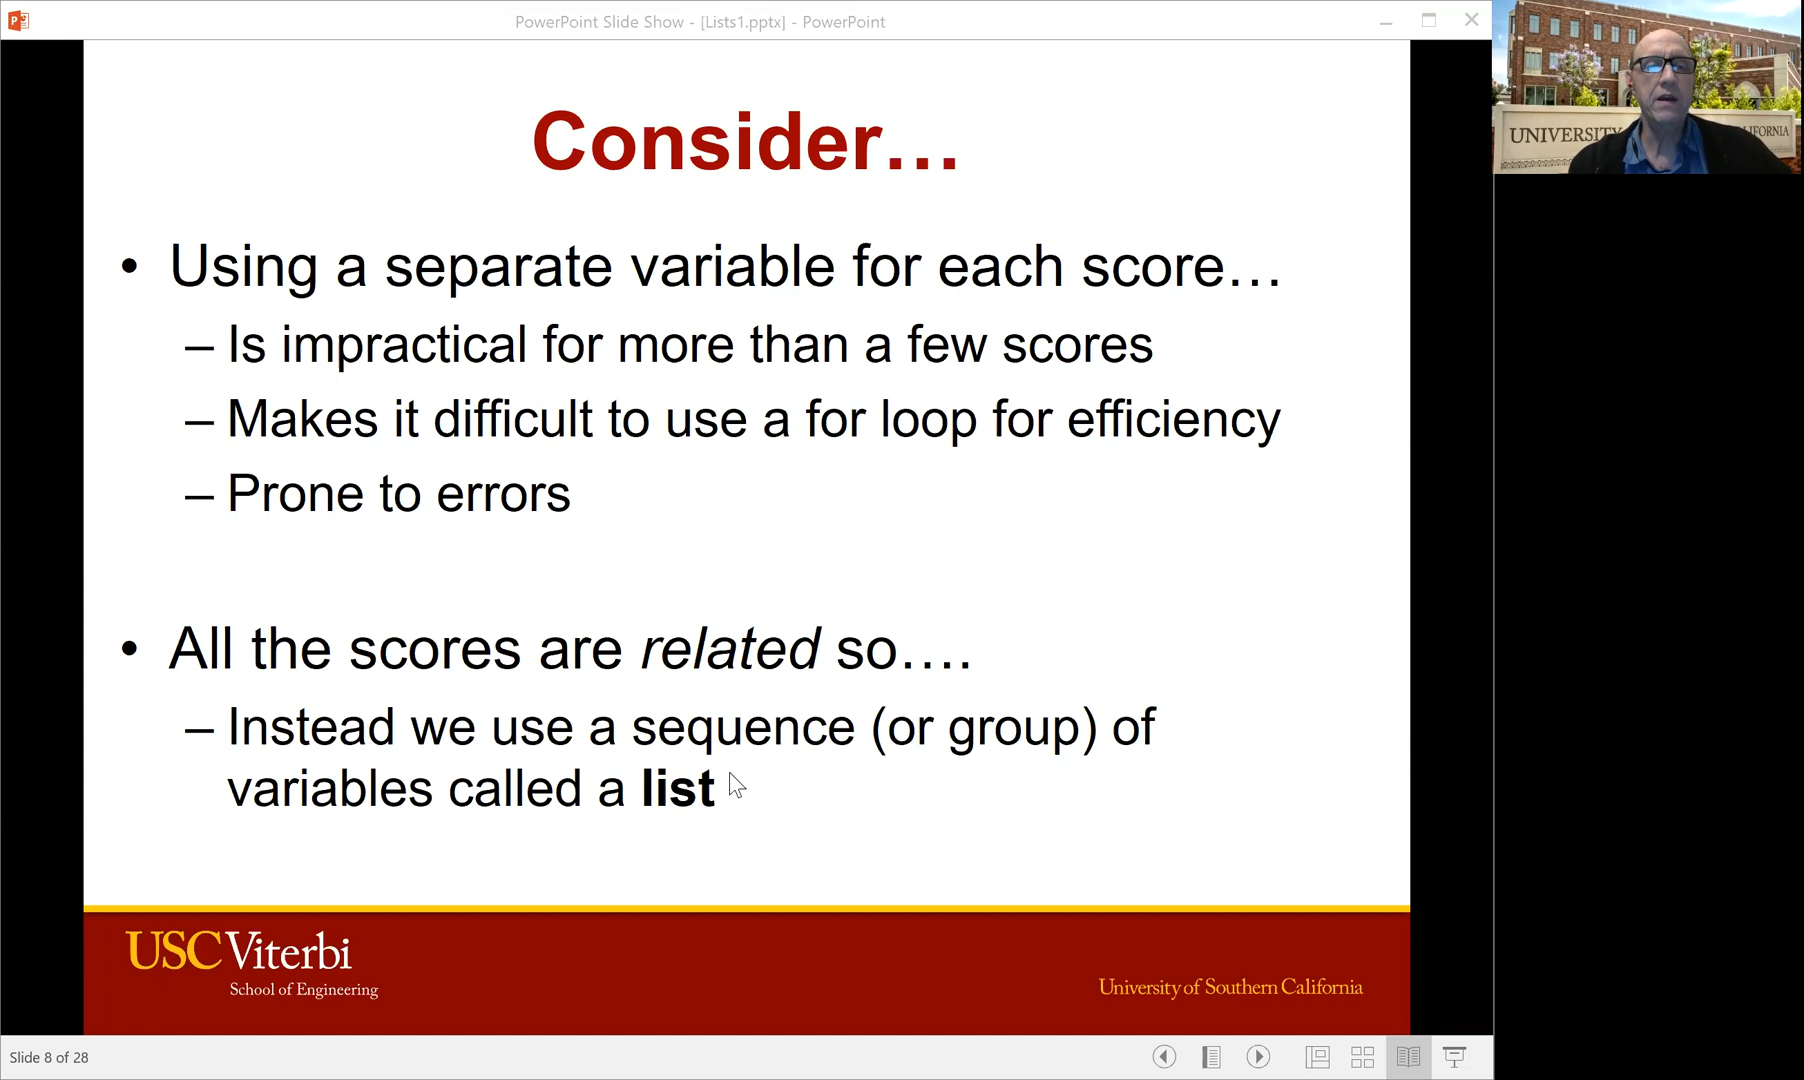 PowerPoint Slide Show - [Lists1.pptx] - PowerPoint
Consider…
• Using a separate variable for each score…
– Is impractical for more than a few scores
– Makes it difficult to use a for loop for efficiency
– Prone to errors
• All the scores are related so….
– Instead we use a sequence (or group) of
variables called a list
USC Viterbi
School of Engineering
University of Southern California
Slide 8 of 28
UNIVERSITY